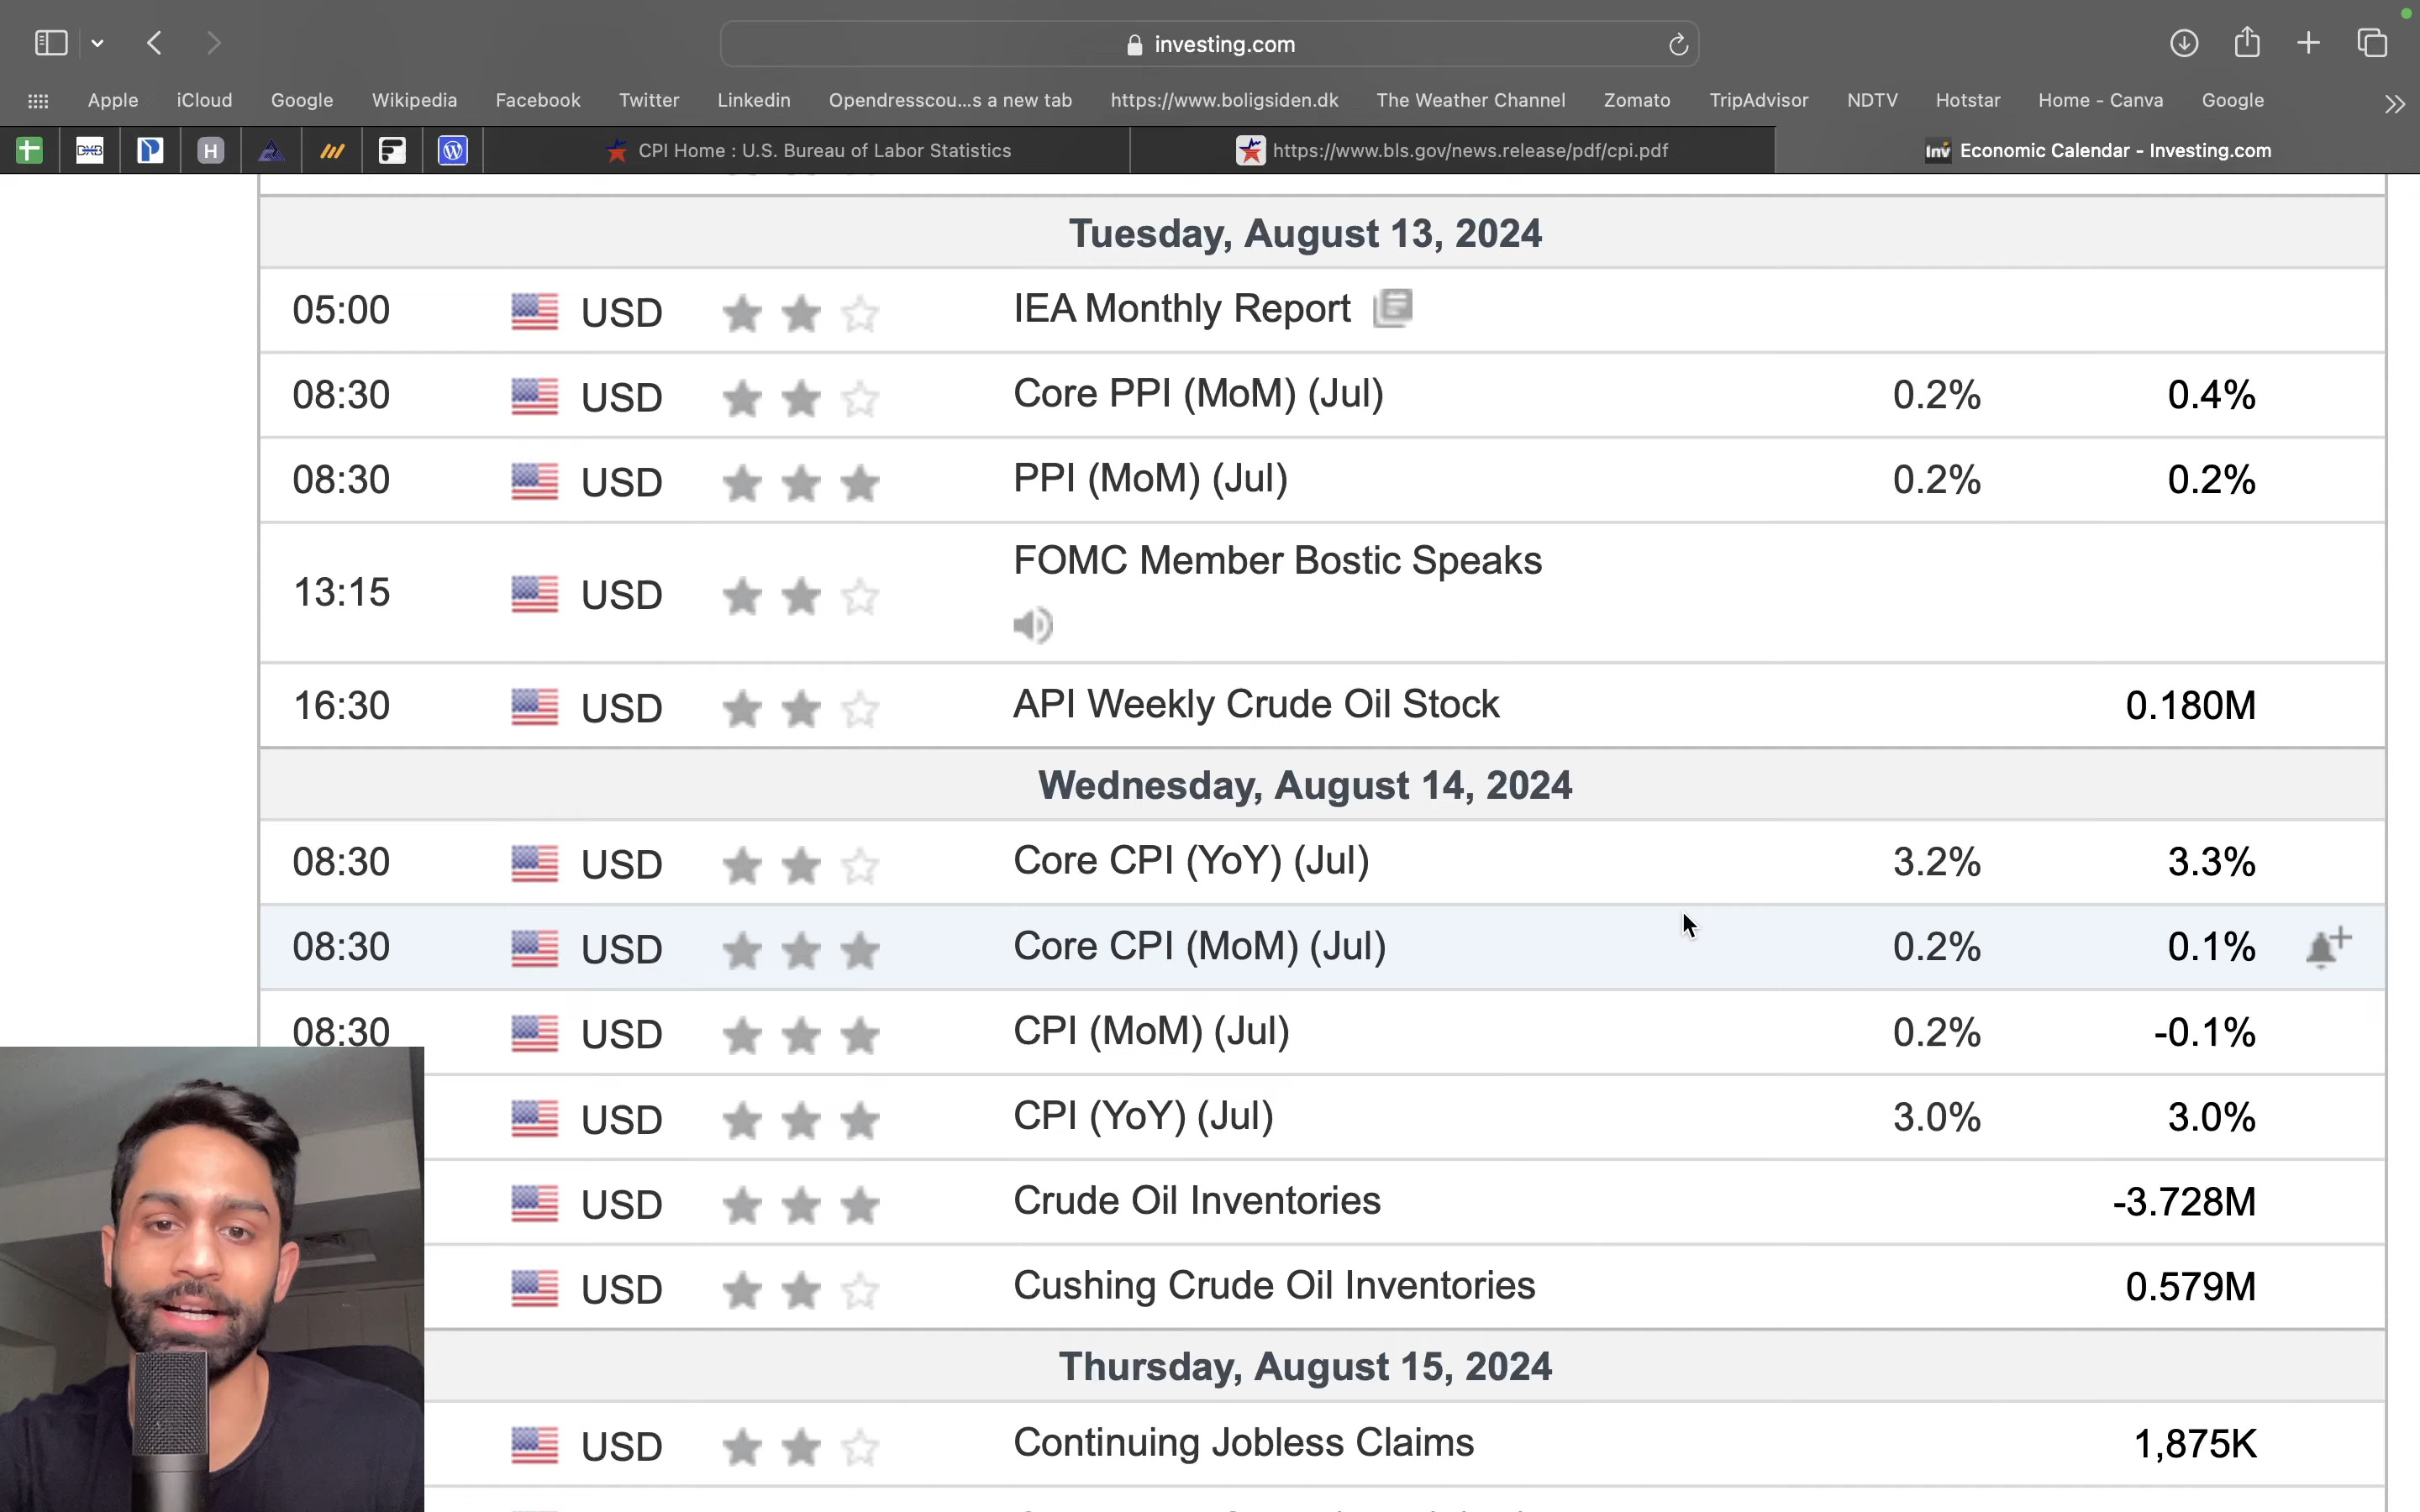 investing.com
Apple iCloud Google Wikipedia Facebook Twitter Linkedin Opendresscou...s a new tab https://www.boligsiden.dk The Weather Channel Zomato TripAdvisor NDTV Hotstar Home - Canva Google
DXB P H W CPI Home : U.S. Bureau of Labor Statistics https://www.bls.gov/news.release/pdf/cpi.pdf Inv Economic Calendar - Investing.com
Tuesday, August 13, 2024
05:00 USD IEA Monthly Report
08:30 USD Core PPI (MoM) (Jul) 0.2% 0.4%
08:30 USD PPI (MoM) (Jul) 0.2% 0.2%
13:15 USD FOMC Member Bostic Speaks
16:30 USD API Weekly Crude Oil Stock 0.180M
Wednesday, August 14, 2024
08:30 USD Core CPI (YoY) (Jul) 3.2% 3.3%
08:30 USD Core CPI (MoM) (Jul) 0.2% 0.1%
08:30 USD CPI (MoM) (Jul) 0.2% -0.1%
USD CPI (YoY) (Jul) 3.0% 3.0%
USD Crude Oil Inventories -3.728M
USD Cushing Crude Oil Inventories 0.579M
Thursday, August 15, 2024
USD Continuing Jobless Claims 1,875K